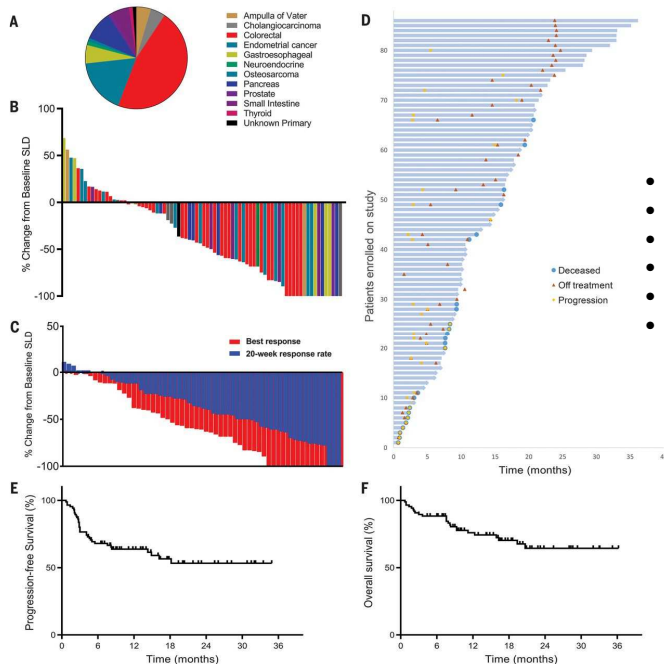 A
Ampulla of Vater
Cholangiocarcinoma
Colorectal
Endometrial cancer
Gastroesophageal
Neuroendocrine
Osteosarcoma
Pancreas
Prostate
Small Intestine
Thyroid
Unknown Primary
B
% Change from Baseline SLD
100
50
0
-50
-100
C
% Change from Baseline SLD
50
0
-50
-100
Best response
20-week response rate
D
Patients enrolled on study
80
70
60
50
40
30
20
10
0
Deceased
Off treatment
Progression
0 5 10 15 20 25 30 35 4
Time (months)
E
Progression-free Survival (%)
100
50
0
0 6 12 18 24 30 36
Time (months)
F
Overall survival (%)
100
50
0
0 6 12 18 24 30 36
Time (months)